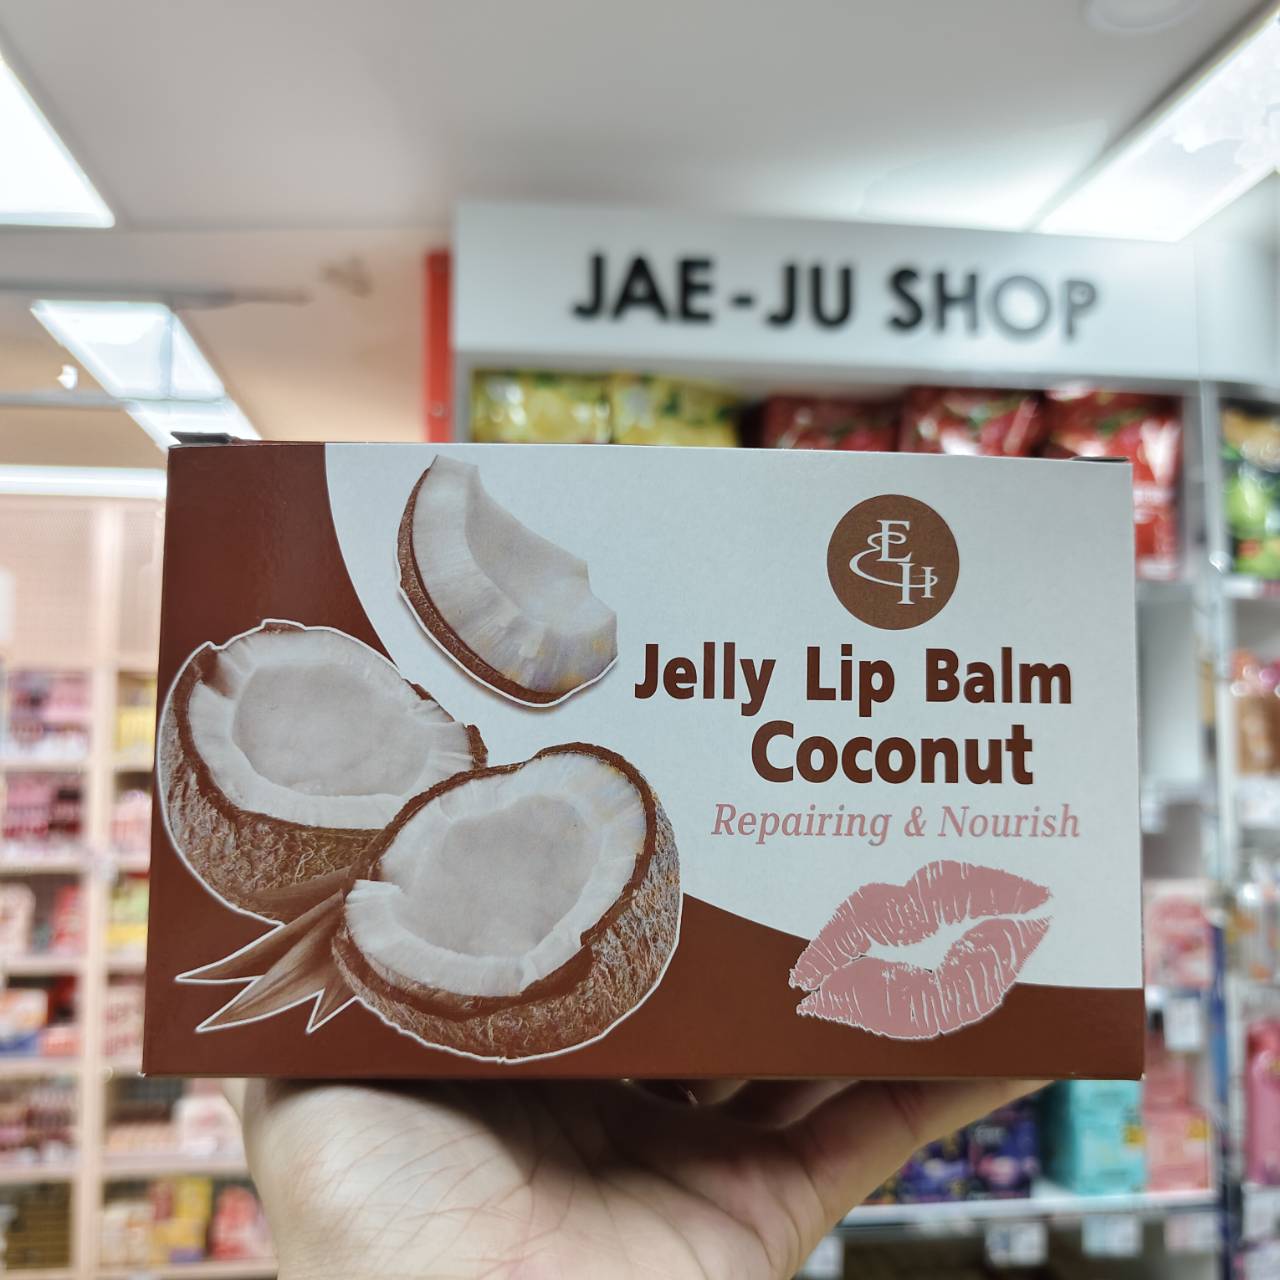 JAE-JU SHOP
EH
Jelly Lip Balm
Coconut
Repairing & Nourish